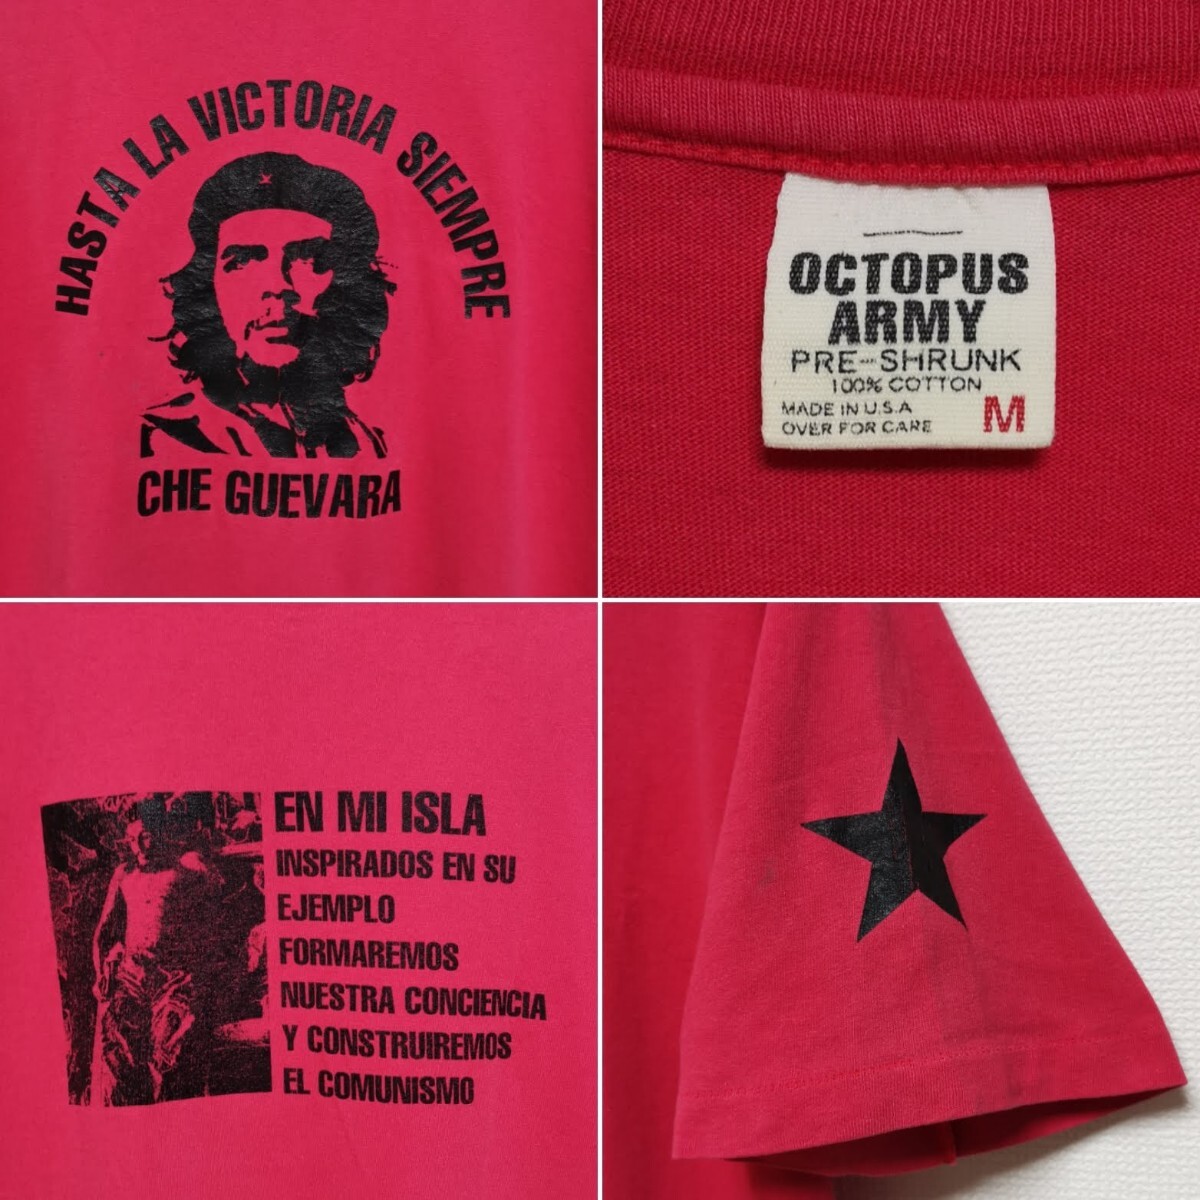 HASTA LA VICTORIA SIEMPRE
CHE GUEVARA
OCTOPUS
ARMY
PRE-SHRUNK
100% COTTON
MADE IN U.S.A
OVER FOR CARE
M
EN MI ISLA
INSPIRADOS EN SU
EJEMPLO
FORMAREMOS
NUESTRA CONCIENCIA
Y CONSTRUIREMOS
EL COMUNISMO